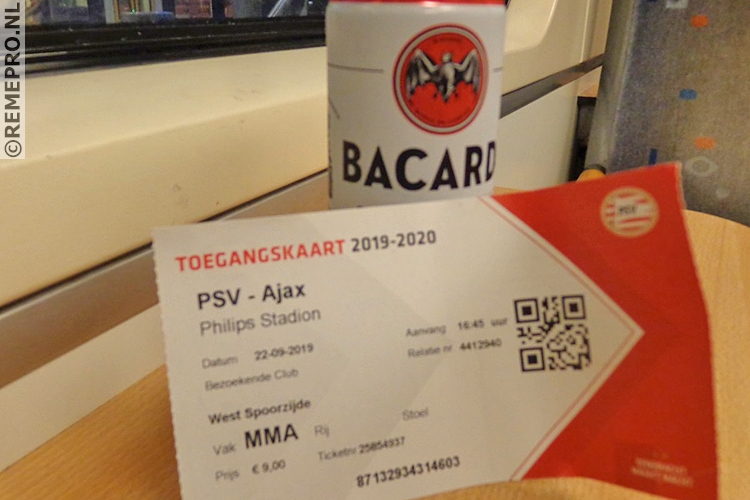 ©REMEPRO.NL
BACARD
TOEGANGSKAART 2019-2020
PSV - Ajax
Philips Stadion
Datum 22-09-2019
Aanvang 16:45 uur
Bezoekende Club
Relatie nr. 4412940
West Spoorzijde
Vak MMA Rij Stoel
Prijs € 9,00 Ticketnr 25854937
87132934314603
PSV